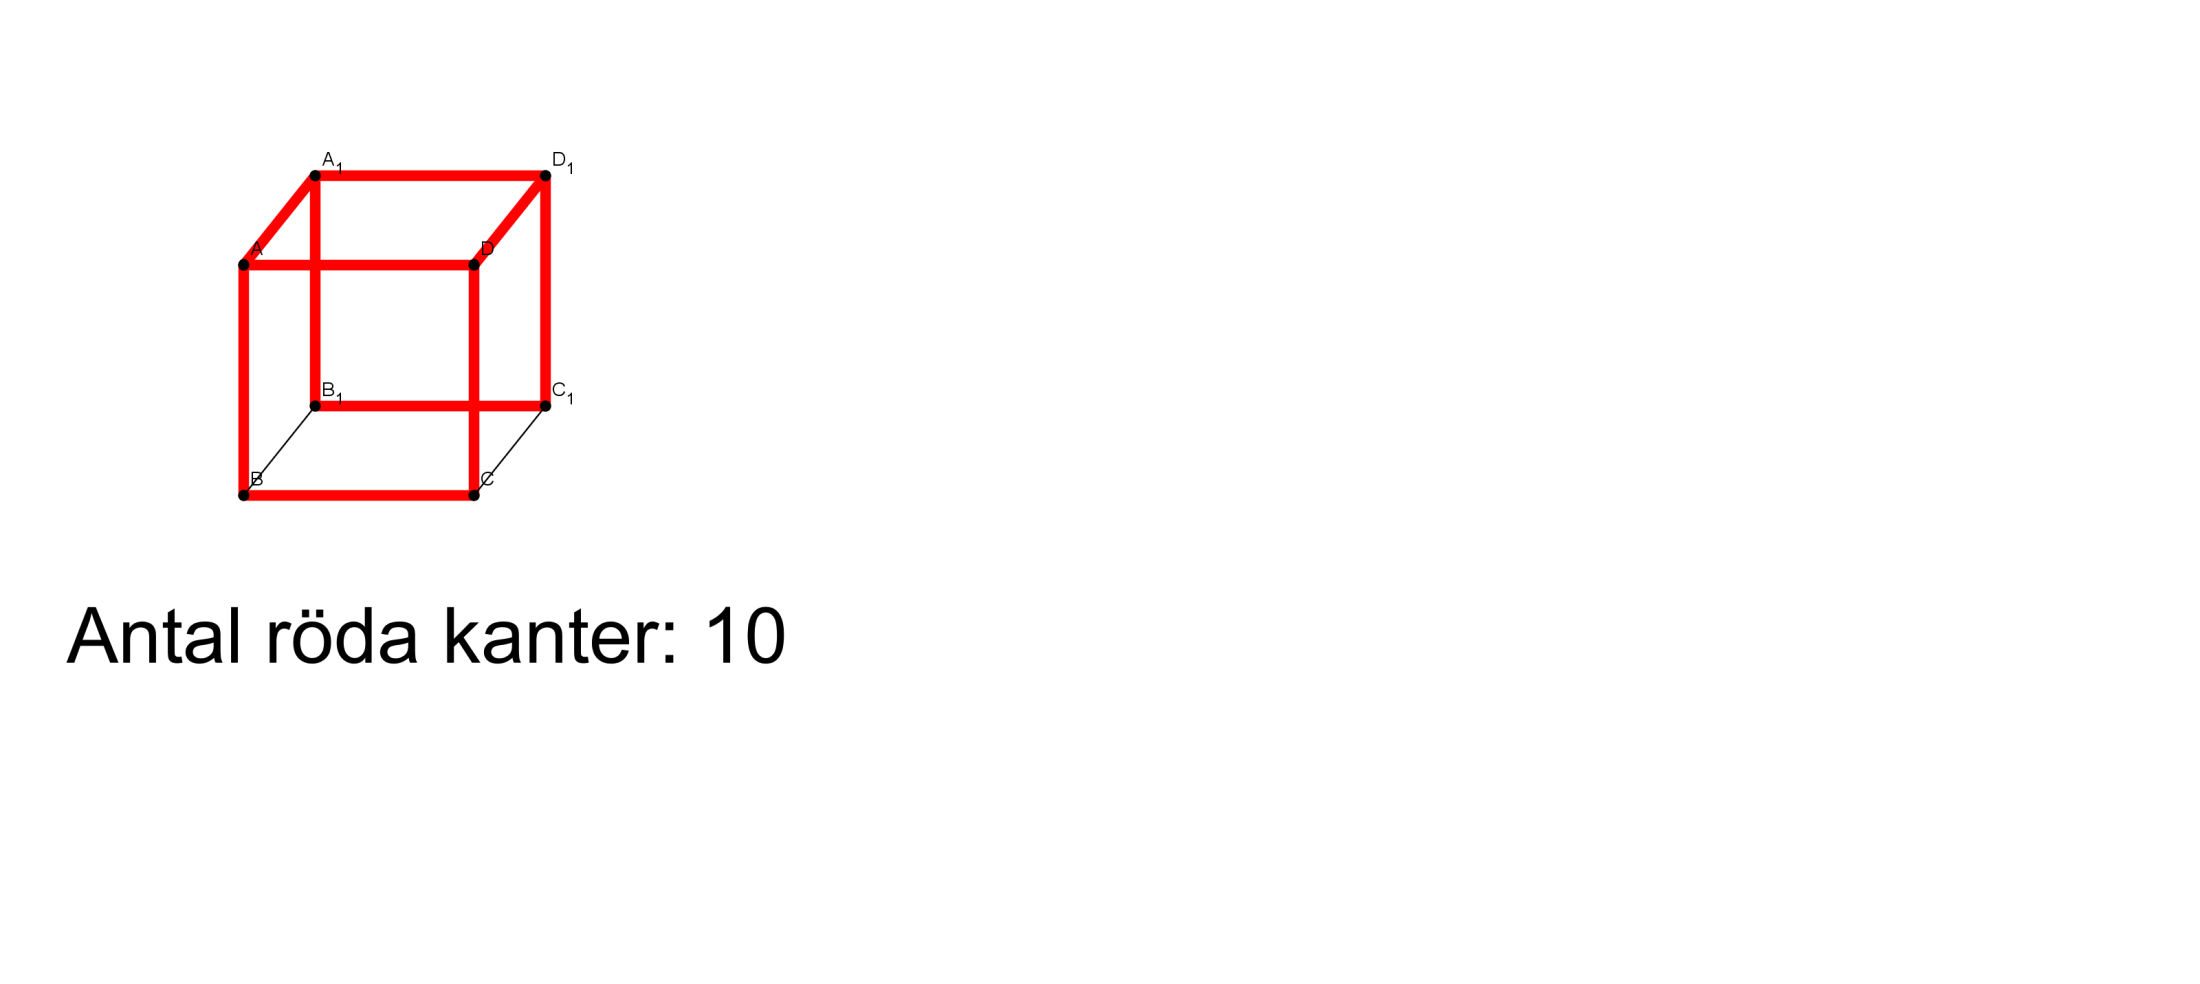 A₁ D₁
A D
B₁ C₁
B C
Antal röda kanter: 10